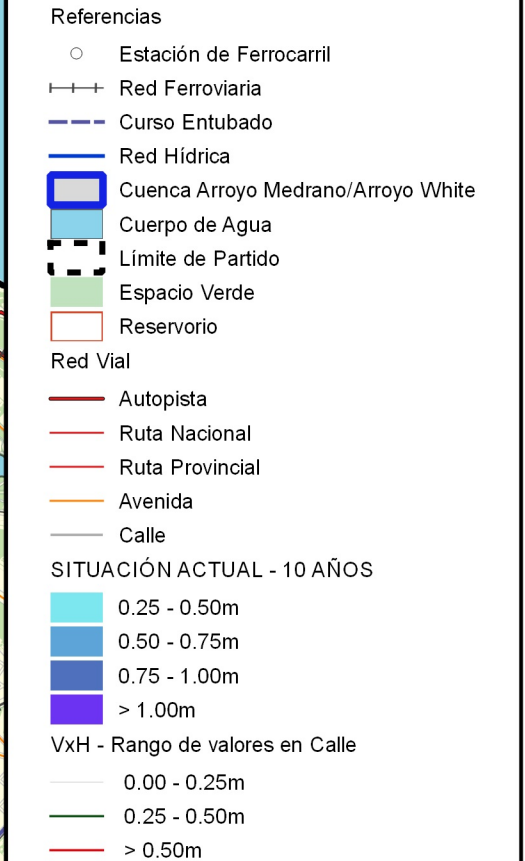 Referencias
Estación de Ferrocarril
Red Ferroviaria
Curso Entubado
Red Hídrica
Cuenca Arroyo Medrano/Arroyo White
Cuerpo de Agua
Límite de Partido
Espacio Verde
Reservorio
Red Vial
Autopista
Ruta Nacional
Ruta Provincial
Avenida
Calle
SITUACIÓN ACTUAL - 10 AÑOS
0.25 - 0.50m
0.50 - 0.75m
0.75 - 1.00m
> 1.00m
VxH - Rango de valores en Calle
0.00 - 0.25m
0.25 - 0.50m
> 0.50m